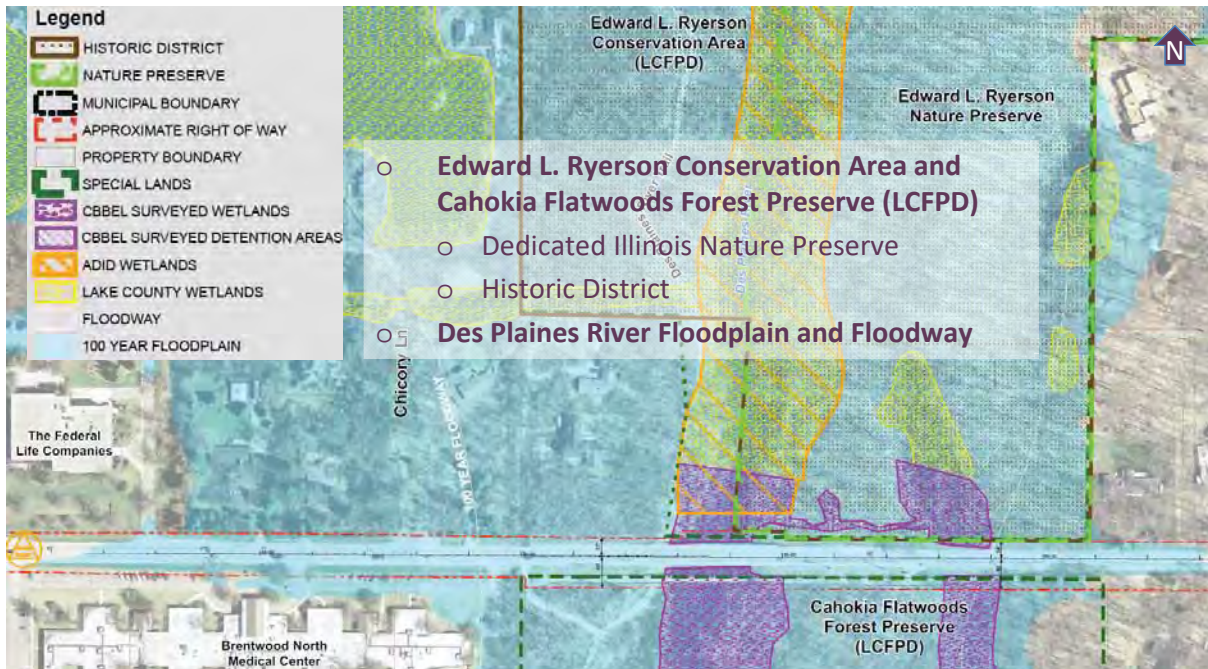 Legend
HISTORIC DISTRICT
NATURE PRESERVE
MUNICIPAL BOUNDARY
APPROXIMATE RIGHT OF WAY
PROPERTY BOUNDARY
SPECIAL LANDS
CBBEL SURVEYED WETLANDS
CBBEL SURVEYED DETENTION AREAS
ADID WETLANDS
LAKE COUNTY WETLANDS
FLOODWAY
100 YEAR FLOODPLAIN
Edward L. Ryerson
Conservation Area
(LCFPD)
N
Edward L. Ryerson
Nature Preserve
o Edward L. Ryerson Conservation Area and
Cahokia Flatwoods Forest Preserve (LCFPD)
o Dedicated Illinois Nature Preserve
o Historic District
o Des Plaines River Floodplain and Floodway
Chicory Ln
100 YEAR FLOODWAY
The Federal
Life Companies
Brentwood North
Medical Center
Cahokia Flatwoods
Forest Preserve
(LCFPD)